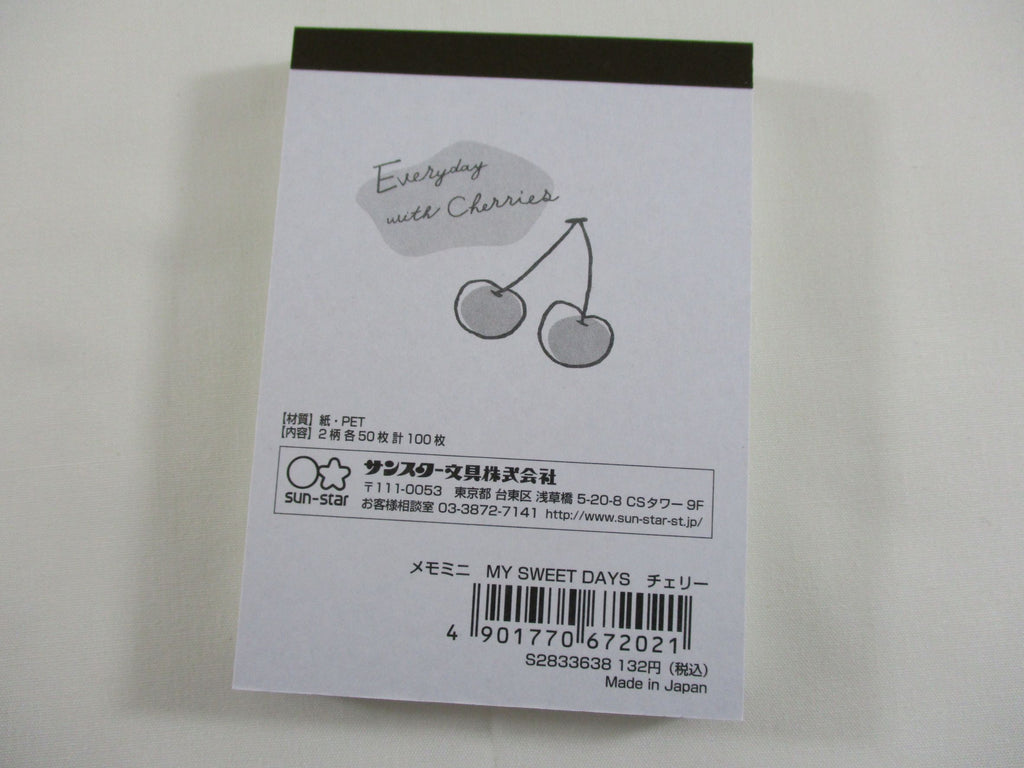 Everyday
with Cherries
【材質】紙・PET
【内容】2柄各50枚計100枚
sun-star
サンスター文具株式会社
〒111-0053 東京都 台東区 浅草橋 5-20-8 CSタワー 9F
お客様相談室 03-3872-7141 http://www.sun-star-st.jp/
メモミニ MY SWEET DAYS チェリー
4 901770 672021
S2833638 132円（税込）
Made in Japan